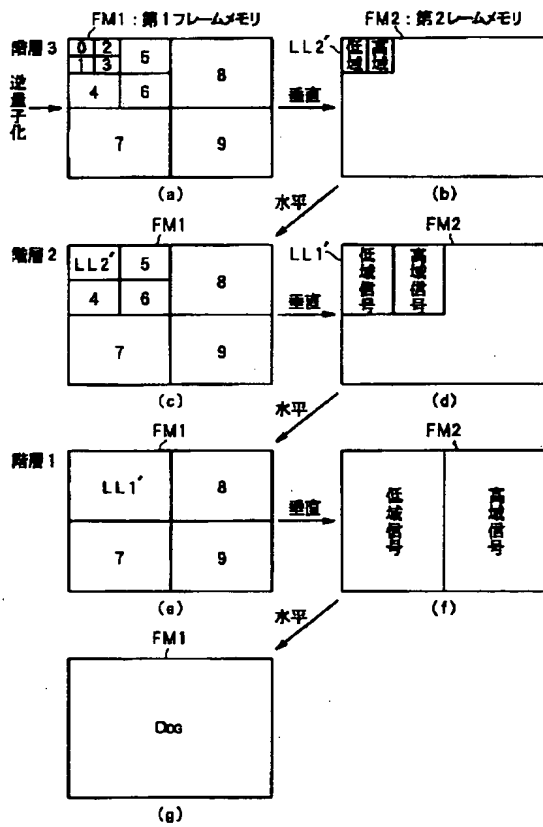 FM1:第1フレームメモリ
FM2:第2レームメモリ
階層3
0 2
1 3
5
8
4
6
7
9
逆量子化
(a)
垂直
LL2′
低域
高域
(b)
水平
FM1
階層2
LL2′
5
8
4
6
7
9
(c)
垂直
FM2
LL1′
低域信号
高域信号
(d)
水平
FM1
階層1
LL1′
8
7
9
(e)
垂直
FM2
低域信号
高域信号
(f)
水平
FM1
DOG
(g)